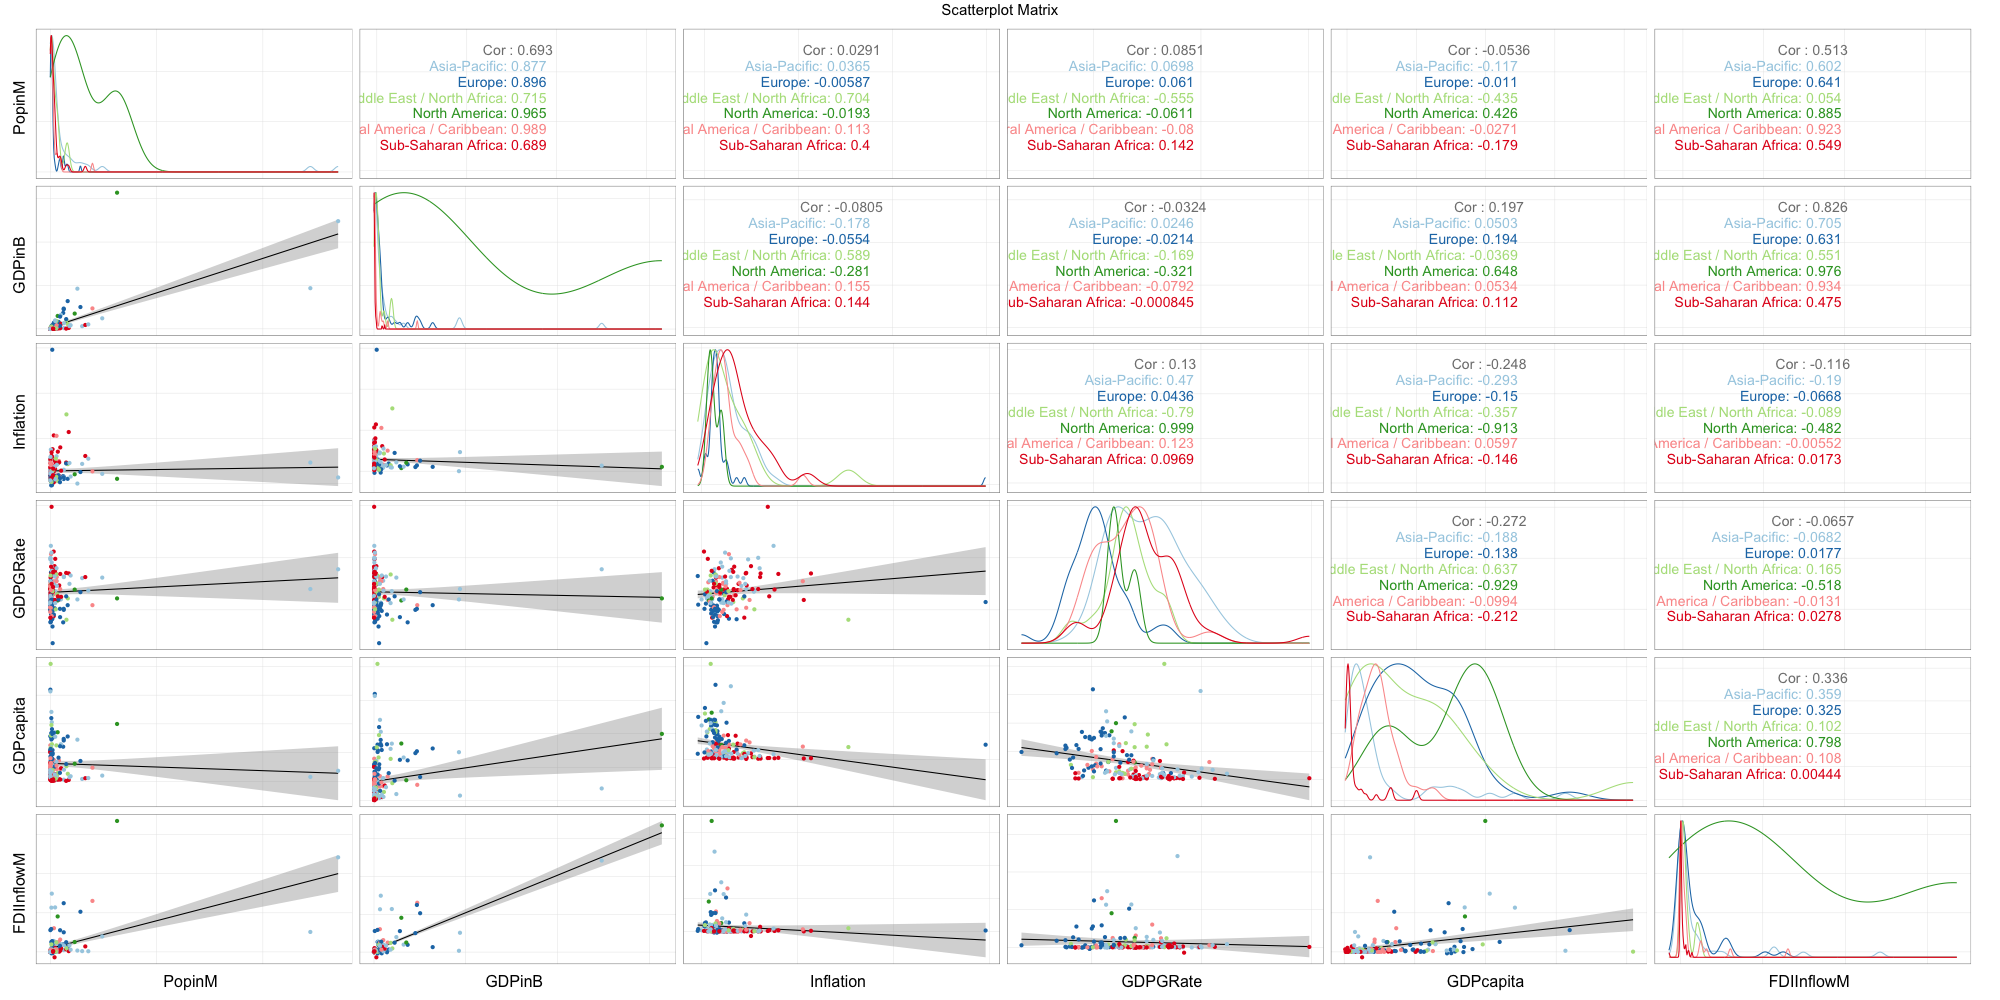 Scatterplot Matrix
PopinM
Cor : 0.693
Asia-Pacific: 0.877
Europe: 0.896
ddle East / North Africa: 0.715
North America: 0.965
al America / Caribbean: 0.989
Sub-Saharan Africa: 0.689
Cor : 0.0291
Asia-Pacific: 0.0365
Europe: -0.00587
ddle East / North Africa: 0.704
North America: -0.0193
al America / Caribbean: 0.113
Sub-Saharan Africa: 0.4
Cor : 0.0851
Asia-Pacific: 0.0698
Europe: 0.061
dle East / North Africa: -0.555
North America: -0.0611
ral America / Caribbean: -0.08
Sub-Saharan Africa: 0.142
Cor : -0.0536
Asia-Pacific: -0.117
Europe: -0.011
dle East / North Africa: -0.435
North America: 0.426
America / Caribbean: -0.0271
Sub-Saharan Africa: -0.179
Cor : 0.513
Asia-Pacific: 0.602
Europe: 0.641
ddle East / North Africa: 0.054
North America: 0.885
al America / Caribbean: 0.923
Sub-Saharan Africa: 0.549
GDPinB
Cor : -0.0805
Asia-Pacific: -0.178
Europe: -0.0554
ddle East / North Africa: 0.589
North America: -0.281
al America / Caribbean: 0.155
Sub-Saharan Africa: 0.144
Cor : -0.0324
Asia-Pacific: 0.0246
Europe: -0.0214
dle East / North Africa: -0.169
North America: -0.321
America / Caribbean: -0.0792
ub-Saharan Africa: -0.000845
Cor : 0.197
Asia-Pacific: 0.0503
Europe: 0.194
le East / North Africa: -0.0369
North America: 0.648
l America / Caribbean: 0.0534
Sub-Saharan Africa: 0.112
Cor : 0.826
Asia-Pacific: 0.705
Europe: 0.631
ddle East / North Africa: 0.551
North America: 0.976
al America / Caribbean: 0.934
Sub-Saharan Africa: 0.475
Inflation
Cor : 0.13
Asia-Pacific: 0.47
Europe: 0.0436
ddle East / North Africa: -0.79
North America: 0.999
al America / Caribbean: 0.123
Sub-Saharan Africa: 0.0969
Cor : -0.248
Asia-Pacific: -0.293
Europe: -0.15
dle East / North Africa: -0.357
North America: -0.913
l America / Caribbean: 0.0597
Sub-Saharan Africa: -0.146
Cor : -0.116
Asia-Pacific: -0.19
Europe: -0.0668
dle East / North Africa: -0.089
North America: -0.482
America / Caribbean: -0.00552
Sub-Saharan Africa: 0.0173
GDPGRate
Cor : -0.272
Asia-Pacific: -0.188
Europe: -0.138
ddle East / North Africa: 0.637
North America: -0.929
America / Caribbean: -0.0994
Sub-Saharan Africa: -0.212
Cor : -0.0657
Asia-Pacific: -0.0682
Europe: 0.0177
ddle East / North Africa: 0.165
North America: -0.518
America / Caribbean: -0.0131
Sub-Saharan Africa: 0.0278
GDPcapita
Cor : 0.336
Asia-Pacific: 0.359
Europe: 0.325
ddle East / North Africa: 0.102
North America: 0.798
al America / Caribbean: 0.108
Sub-Saharan Africa: 0.00444
FDIInflowM
PopinM
GDPinB
Inflation
GDPGRate
GDPcapita
FDIInflowM